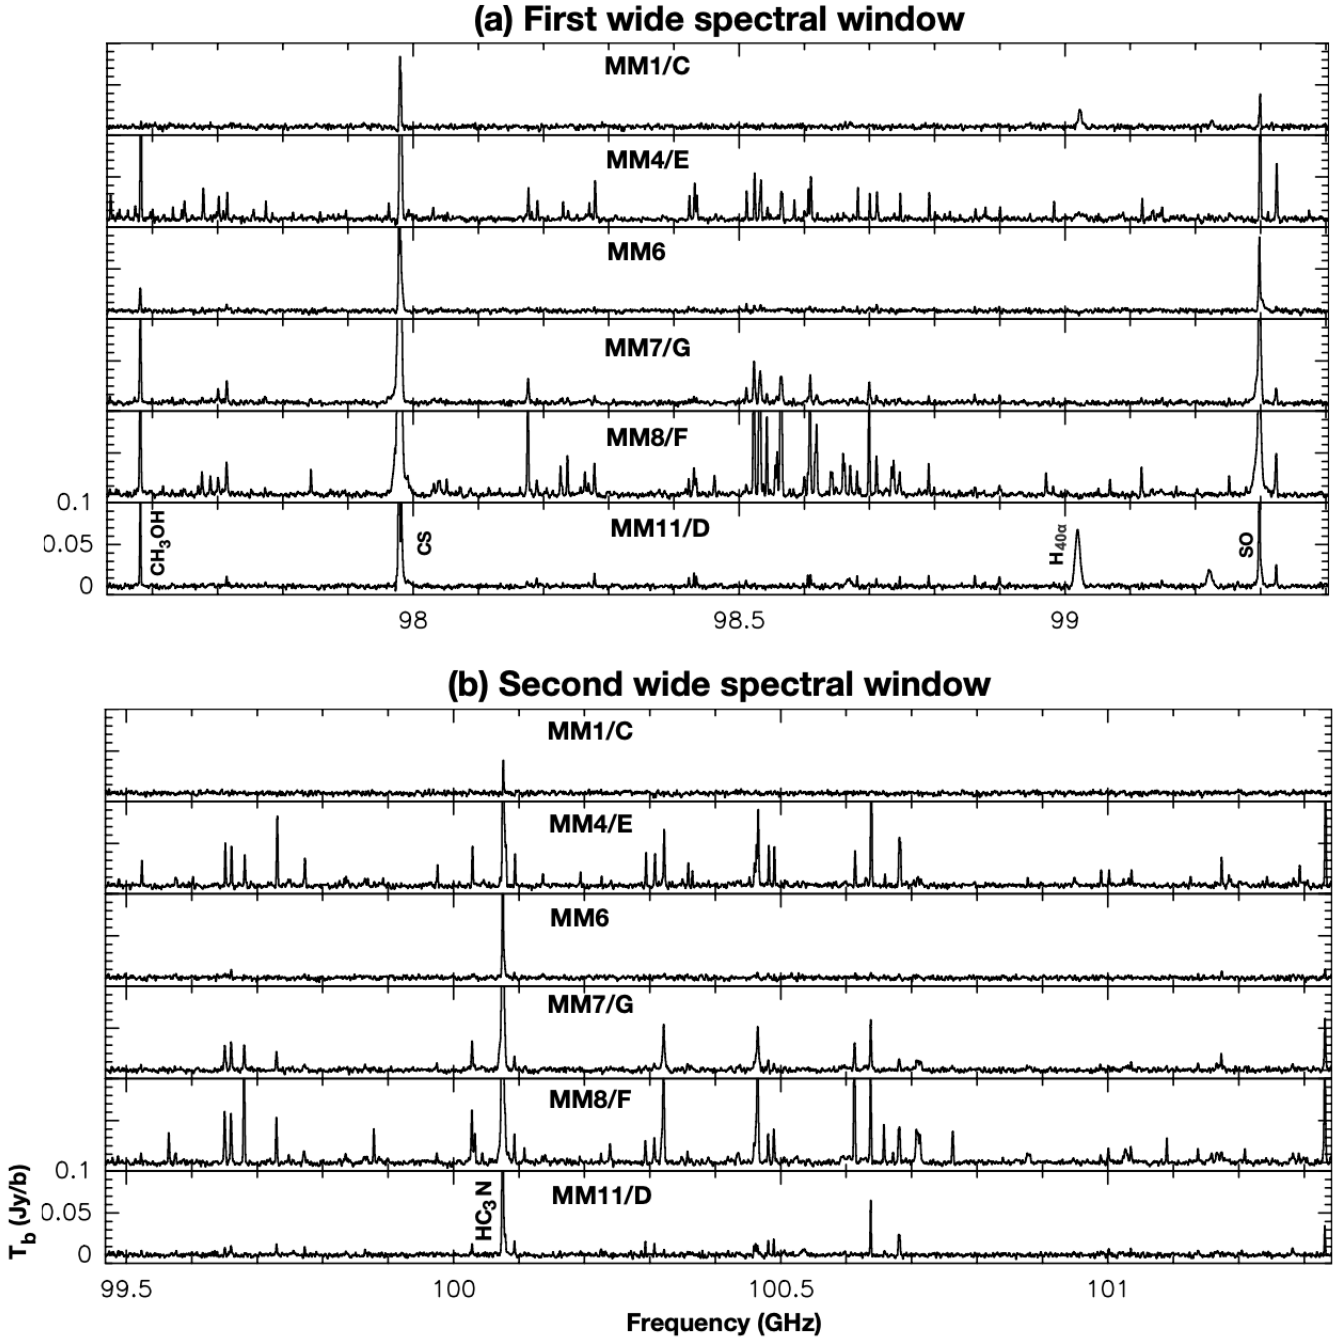 (a) First wide spectral window
MM1/C
MM4/E
MM6
MM7/G
MM8/F
0.1
MM11/D
CH3OH
CS
H40α
SO
0.05
0
98
98.5
99
(b) Second wide spectral window
MM1/C
MM4/E
MM6
MM7/G
MM8/F
0.1
MM11/D
HC3N
0.05
0
Tb (Jy/b)
99.5
100
100.5
101
Frequency (GHz)